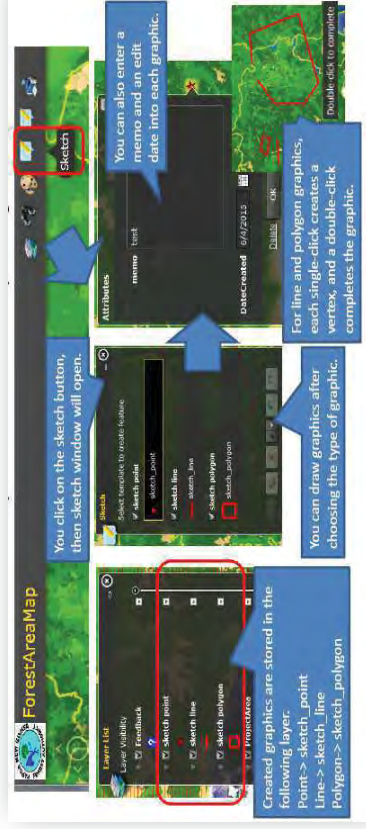 ForestAreaMap
Sketch
You click on the sketch button,
then sketch window will open.
You can also enter a
memo and an edit
date into each graphic.
Layer List
Layer Visibility
Feedback
sketch point
sketch line
sketch polygon
ProjectArea
Sketch
Select template to create feature
sketch point
sketch_point
sketch line
sketch_line
sketch polygon
sketch_polygon
Attributes
memo test
DateCreated 6/4/2015
Delete OK
Double-click to complete
Created graphics are stored in the
following layer.
Point-> sketch_point
Line-> sketch_line
Polygon-> sketch_polygon
You can draw graphics after
choosing the type of graphic.
For line and polygon graphics,
each single-click creates a
vertex, and a double-click
completes the graphic.